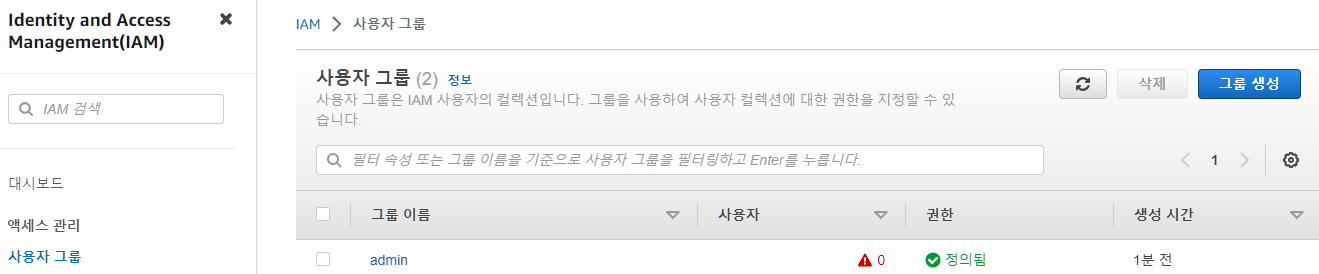 Identity and Access
Management(IAM)
IAM 검색
대시보드
액세스 관리
사용자 그룹
IAM 사용자 그룹
사용자 그룹 (2) 정보
사용자 그룹은 IAM 사용자의 컬렉션입니다. 그룹을 사용하여 사용자 컬렉션에 대한 권한을 지정할 수 있
습니다.
삭제
그룹 생성
필터 속성 또는 그룹 이름을 기준으로 사용자 그룹을 필터링하고 Enter를 누릅니다.
1
그룹 이름 사용자 권한 생성 시간
admin 0 정의됨 1분 전